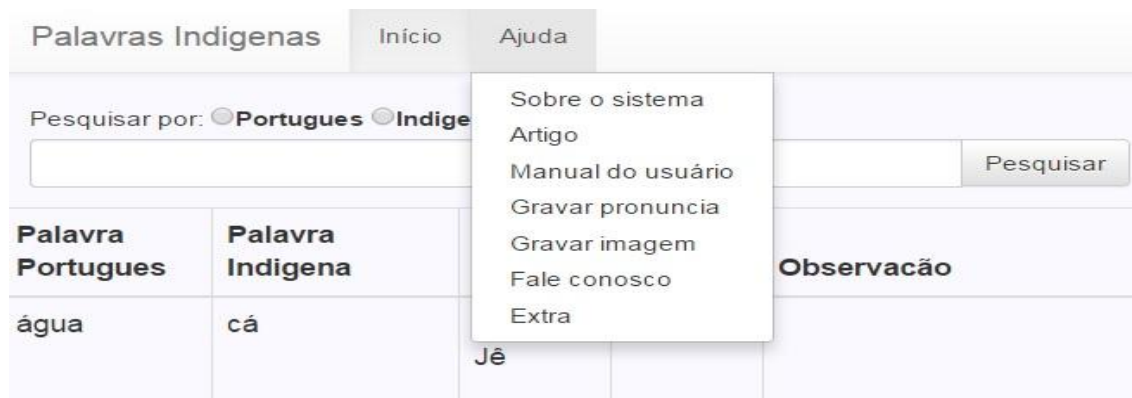 Palavras Indigenas Início Ajuda
Sobre o sistema
Artigo
Manual do usuário
Gravar pronuncia
Gravar imagem
Fale conosco
Extra
Pesquisar por: Portugues Indige
Pesquisar
Palavra Portugues
Palavra Indigena
Observacão
água
cá
Jê